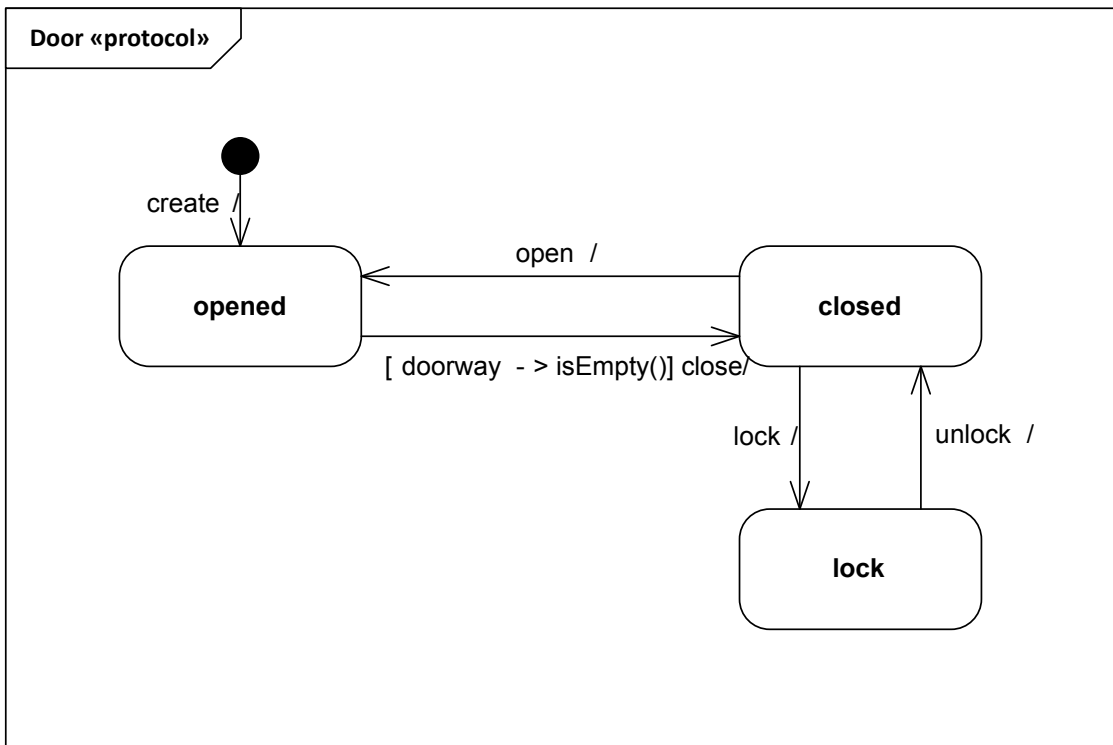 Door «protocol»
create /
open /
opened
closed
[ doorway - > isEmpty()] close/
lock /
unlock /
lock